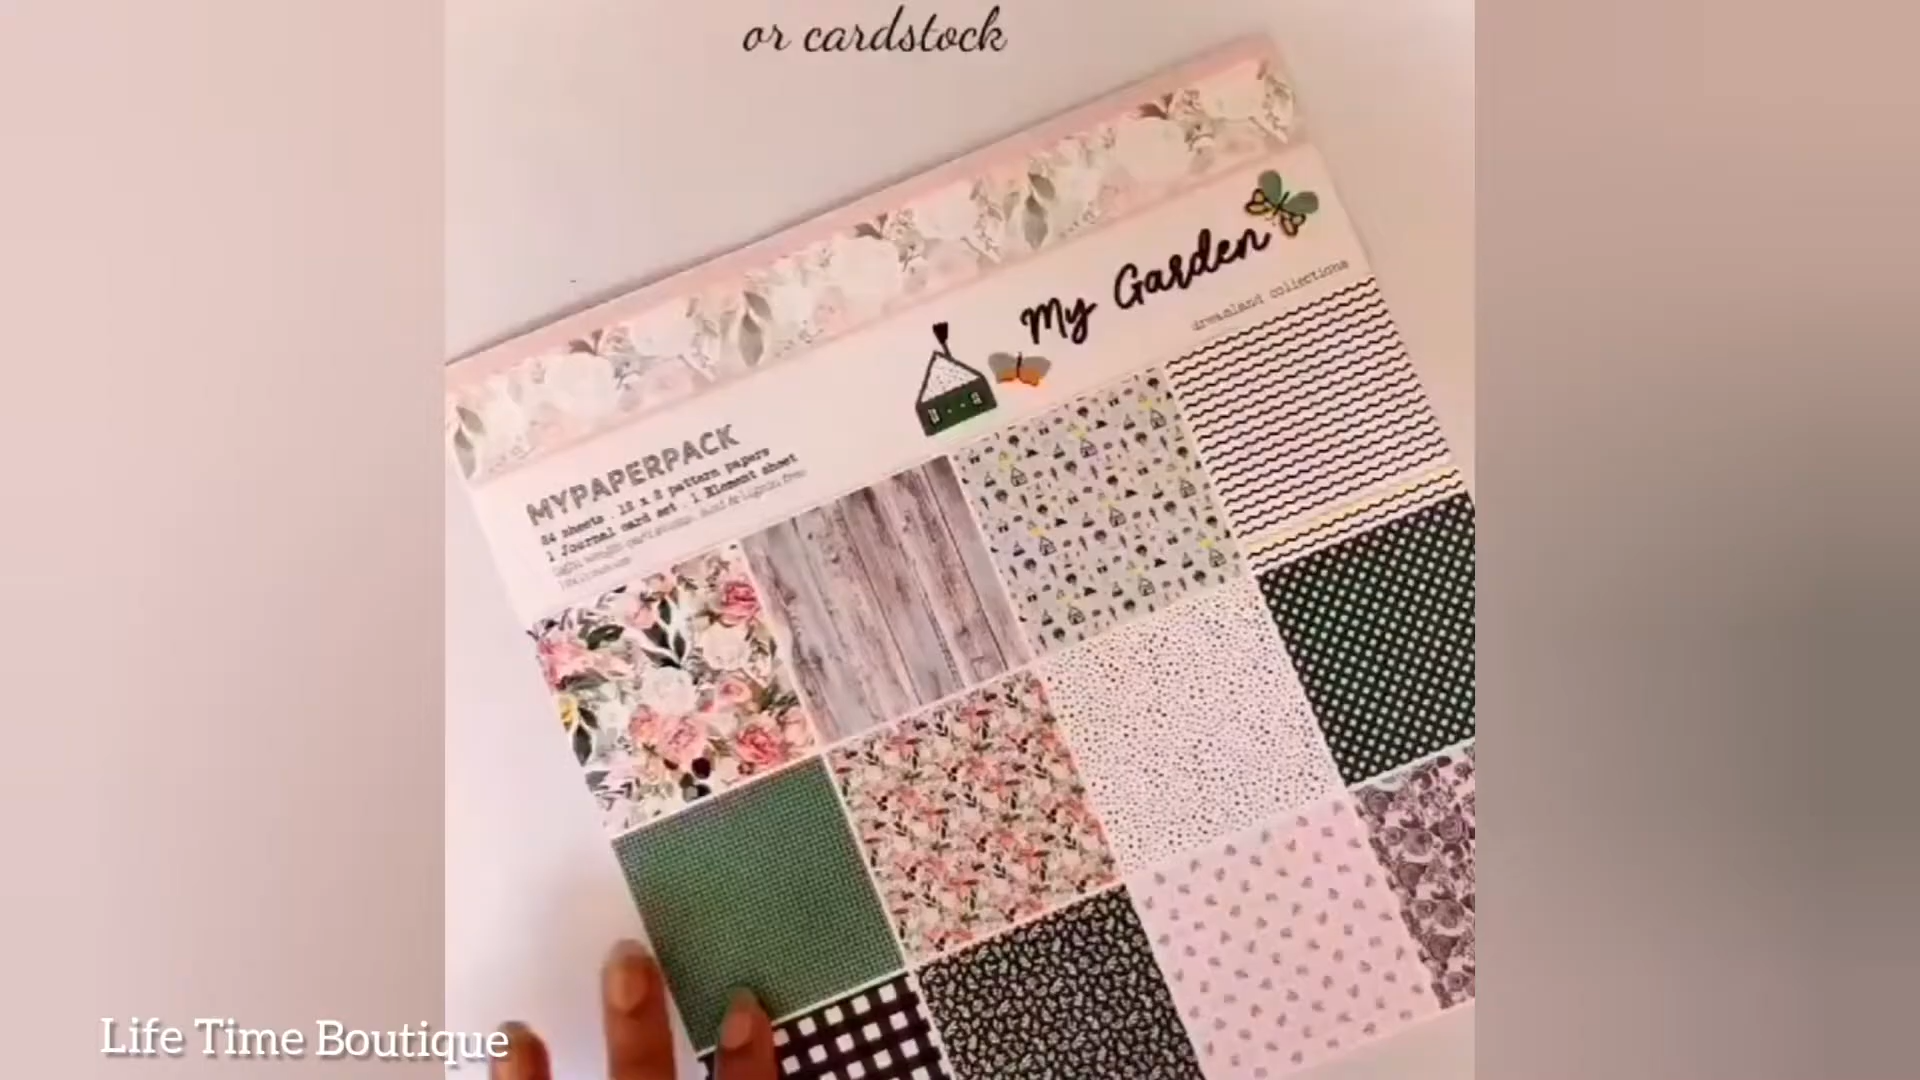 or cardstock
My Garden
dreamland collections
MYPAPERPACK
24 sheets 12 x 2 pattern papers
1 Journal card set 1 Element sheet
Life Time Boutique